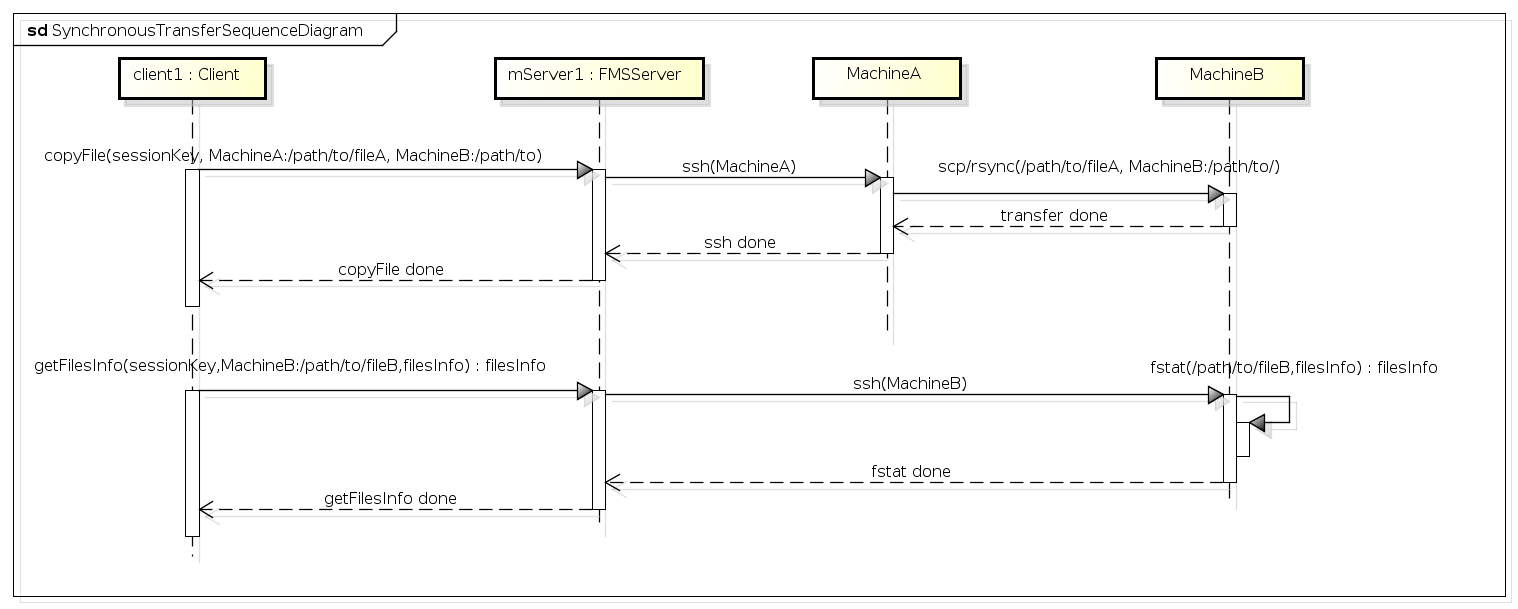 sd SynchronousTransferSequenceDiagram
client1 : Client
mServer1 : FMSServer
MachineA
MachineB
copyFile(sessionKey, MachineA:/path/to/fileA, MachineB:/path/to)
ssh(MachineA)
scp/rsync(/path/to/fileA, MachineB:/path/to/)
transfer done
ssh done
copyFile done
getFilesInfo(sessionKey,MachineB:/path/to/fileB,filesInfo) : filesInfo
ssh(MachineB)
fstat(/path/to/fileB,filesInfo) : filesInfo
fstat done
getFilesInfo done